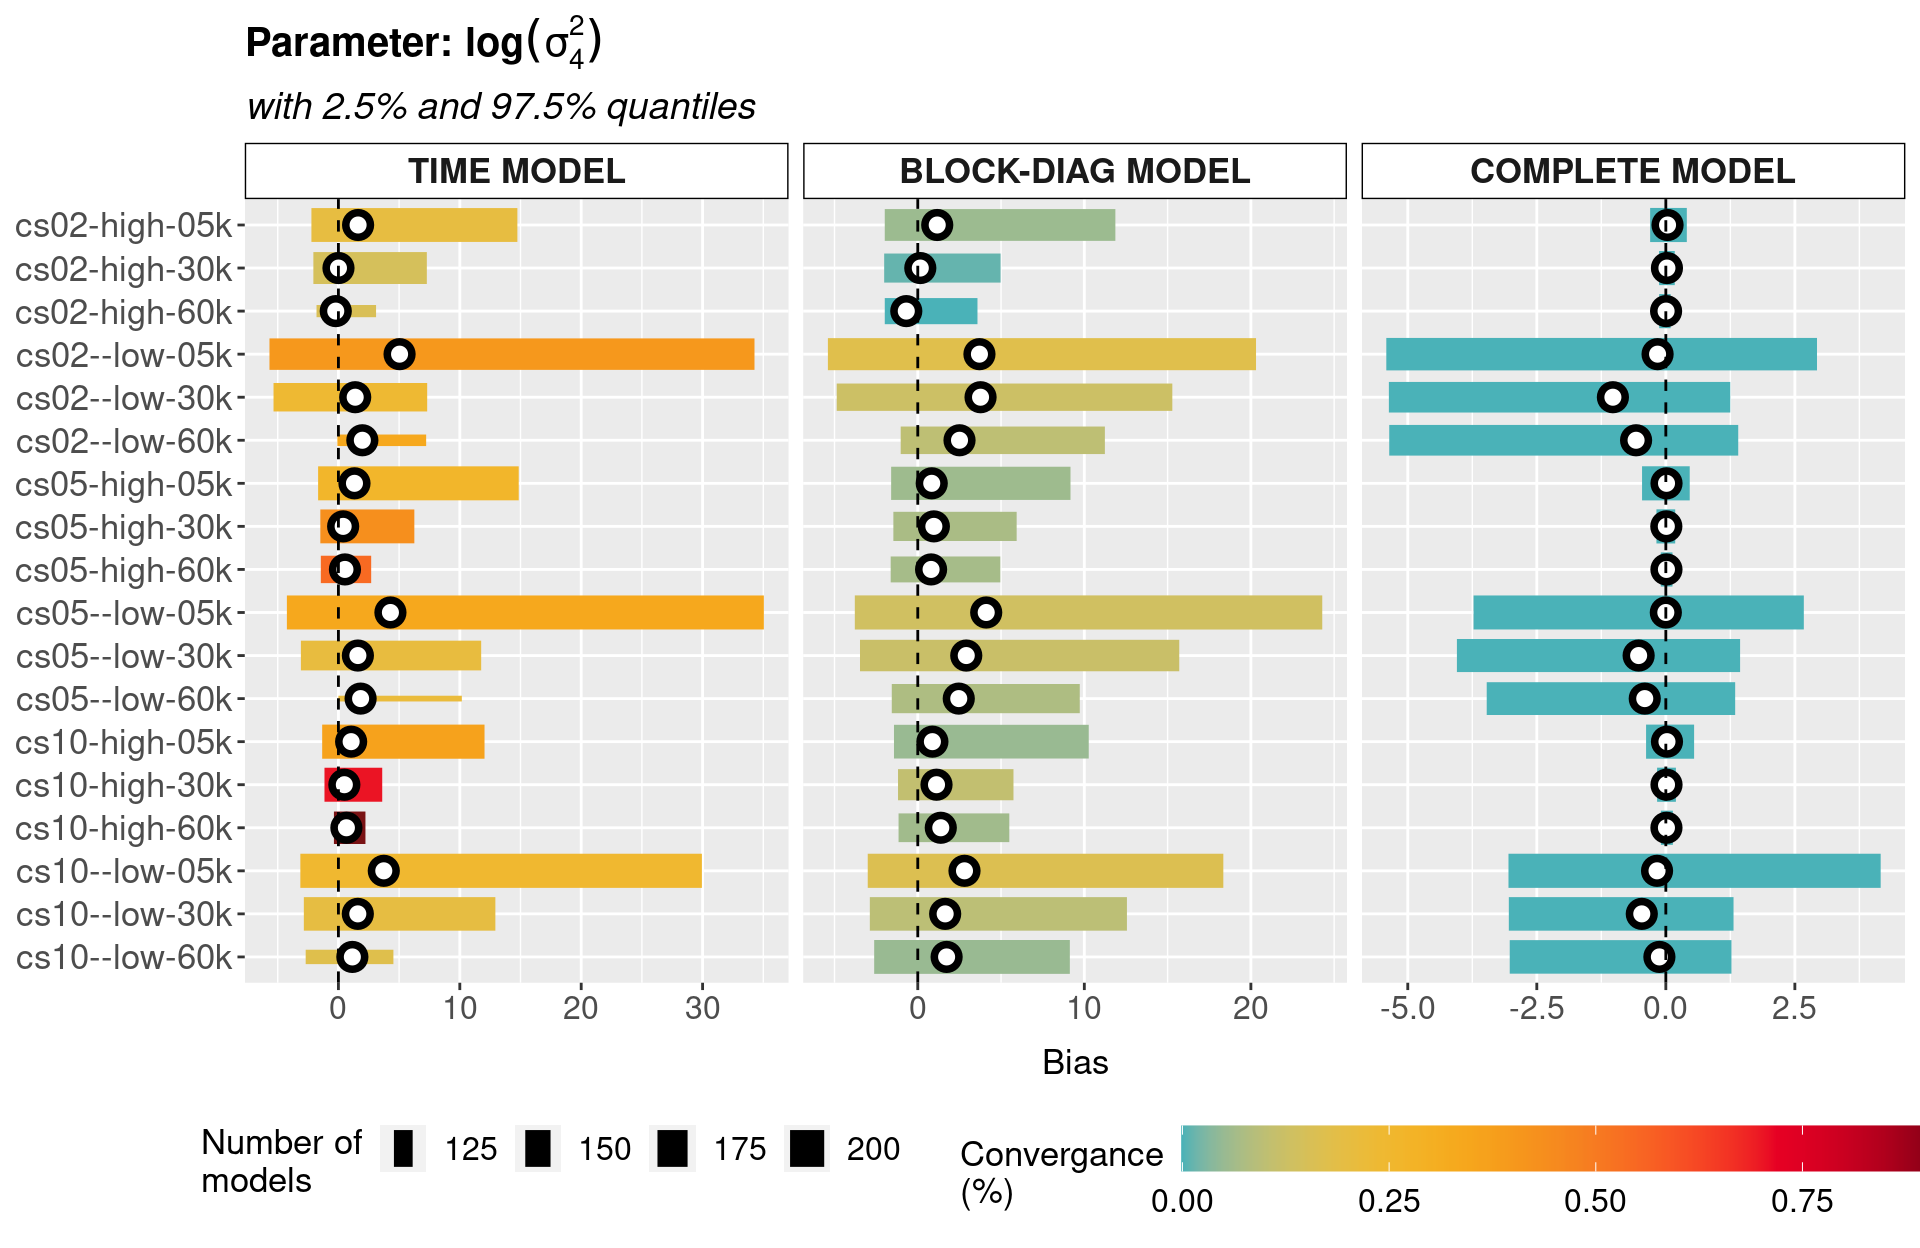 Parameter: log(σ₄²)
with 2.5% and 97.5% quantiles
TIME MODEL
BLOCK-DIAG MODEL
COMPLETE MODEL
cs02-high-05k
cs02-high-30k
cs02-high-60k
cs02--low-05k
cs02--low-30k
cs02--low-60k
cs05-high-05k
cs05-high-30k
cs05-high-60k
cs05--low-05k
cs05--low-30k
cs05--low-60k
cs10-high-05k
cs10-high-30k
cs10-high-60k
cs10--low-05k
cs10--low-30k
cs10--low-60k
0 10 20 30
0 10 20
-5.0 -2.5 0.0 2.5
Bias
Number of
models
125 150 175 200
Convergance
(%)
0.00 0.25 0.50 0.75